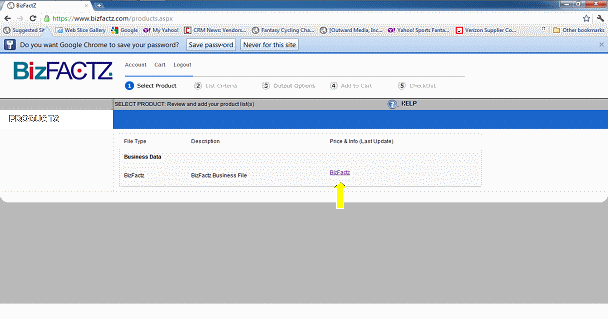 BizFactZ
https://www.bizfactz.com/products.aspx
Suggested S Web Slice Gallery Google My Yahoo! CRM News: Vendors... Fantasy Cycling Cha... [Outward Media, Inc... Yahoo! Sports Fanta... Verizon Supplier Co... » Other bookmarks
Do you want Google Chrome to save your password? Save password Never for this site
BizFACTZ
Account Cart Logout
1 Select Product 2 List Criteria 3 Output Options 4 Add To Cart 5 CheckOut
SELECT PRODUCT: Review and add your product list(s) HELP
PRODUCTS
File Type Description Price & Info (Last Update)
Business Data
BizFactz BizFactz Business File BizFactz